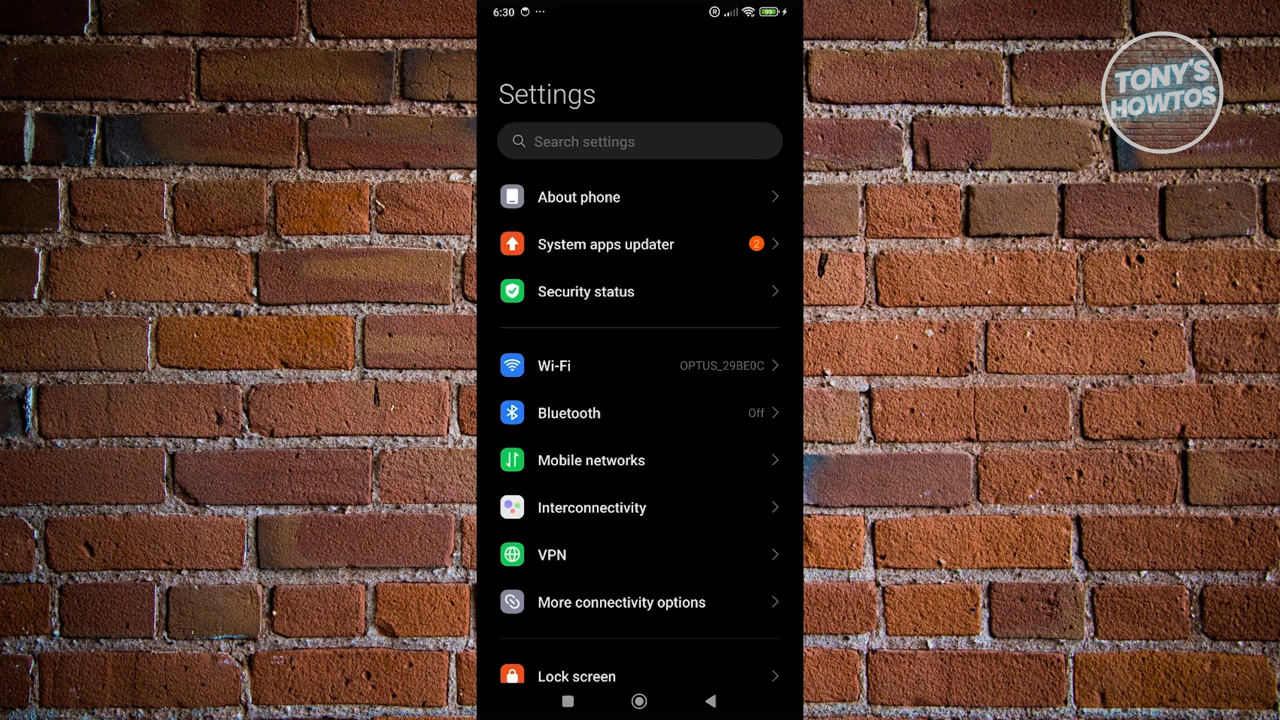 6:30
TONY'S
HOWTOS
Settings
Search settings
About phone
System apps updater 2
Security status
Wi-Fi OPTUS_29BE0C
Bluetooth Off
Mobile networks
Interconnectivity
VPN
More connectivity options
Lock screen